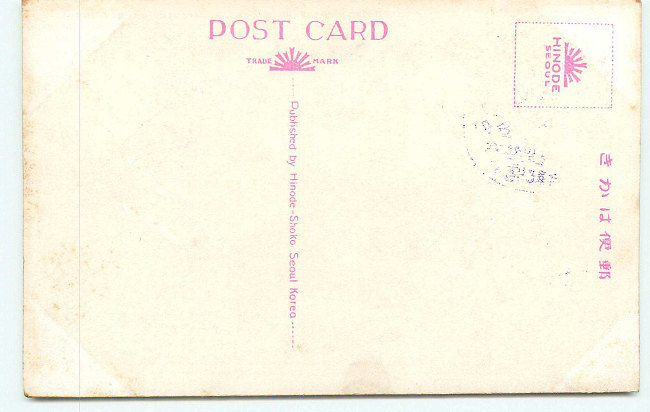 POST CARD
TRADE MARK
HINODE
SEOUL
Published by Hinode-Shoko Seoul Korea ......
郵便はかき